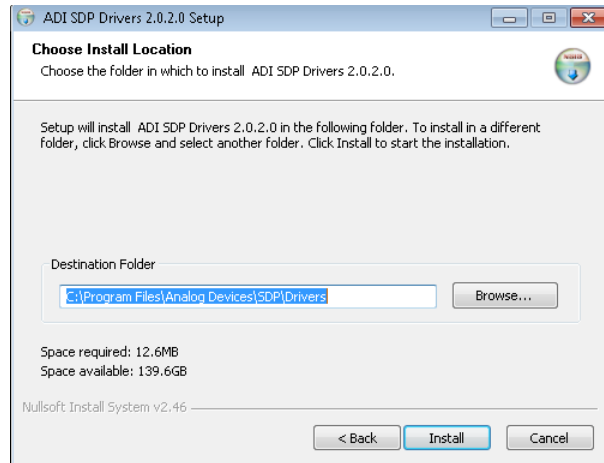 ADI SDP Drivers 2.0.2.0 Setup
Choose Install Location
Choose the folder in which to install ADI SDP Drivers 2.0.2.0.
Setup will install ADI SDP Drivers 2.0.2.0 in the following folder. To install in a different
folder, click Browse and select another folder. Click Install to start the installation.
Destination Folder
C:\Program Files\Analog Devices\SDP\Drivers
Browse...
Space required: 12.6MB
Space available: 139.6GB
Nullsoft Install System v2.46
< Back
Install
Cancel